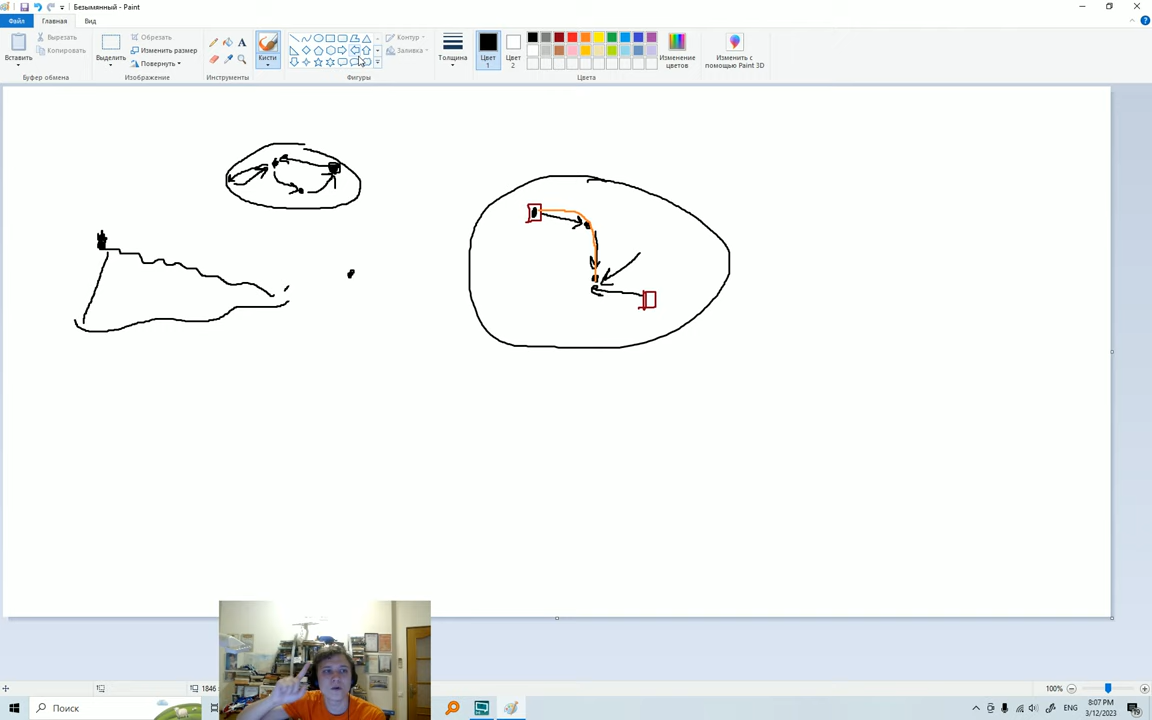 Безымянный - Paint
Файл Главная Вид
Вставить
Вырезать
Копировать
Буфер обмена
Выделить
Обрезать
Изменить размер
Повернуть
Изображение
Инструменты
Кисти
Контур
Заливка
Фигуры
Толщина
Цвет 1
Цвет 2
Изменение цветов
Изменить с помощью Paint 3D
Цвета
1846
100%
Поиск
ENG
8:07 PM
3/12/2023